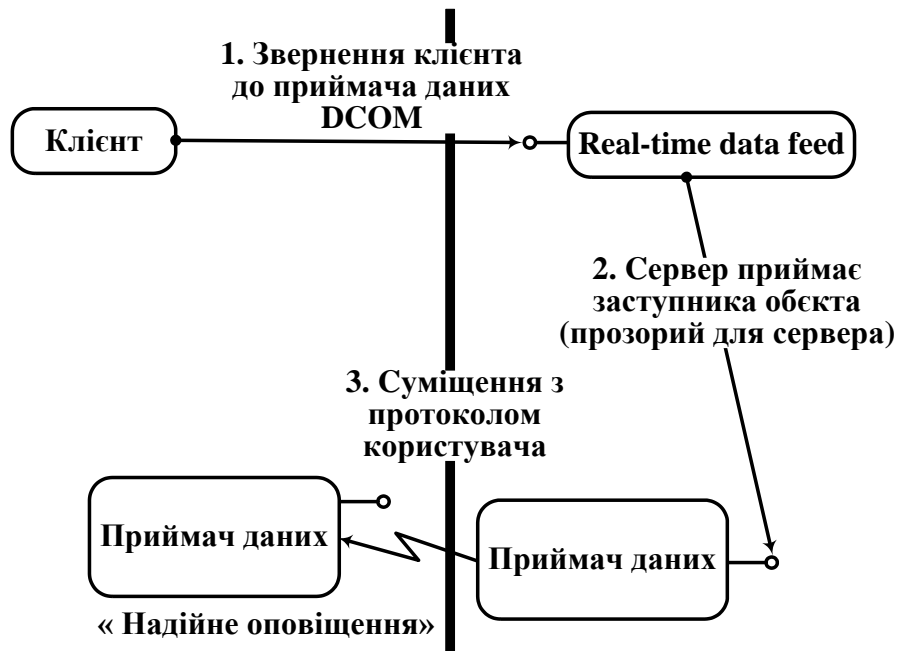 1. Звернення клієнта
до приймача даних
DCOM
Клієнт
Real-time data feed
2. Сервер приймає
заступника обєкта
(прозорий для сервера)
3. Суміщення з
протоколом
користувача
Приймач даних
Приймач даних
« Надійне оповіщення»